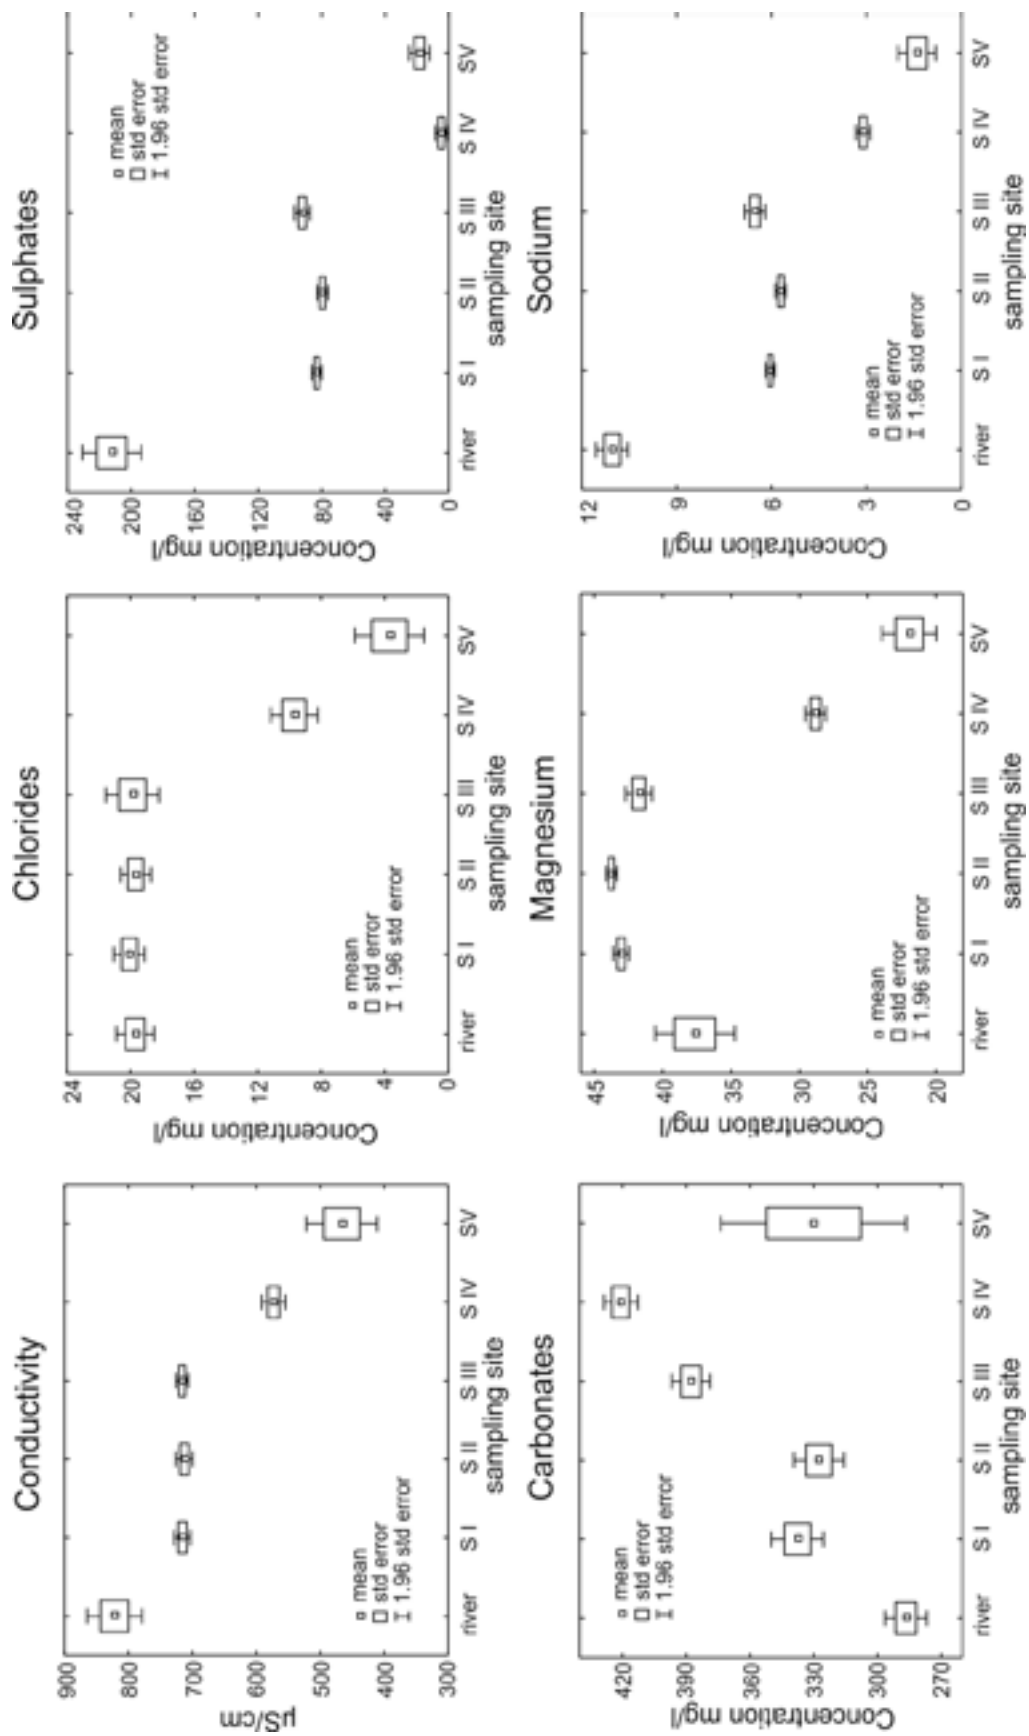 Conductivity
900
800
700
600
500
400
300
µS/cm
mean
std error
1.96 std error
river
S I
S II
S III
S IV
SV
sampling site
Chlorides
24
20
16
12
8
4
0
Concentration mg/l
mean
std error
1.96 std error
river
S I
S II
S III
S IV
SV
sampling site
Sulphates
240
200
160
120
80
40
0
Concentration mg/l
mean
std error
1.96 std error
river
S I
S II
S III
S IV
SV
sampling site
Carbonates
420
390
360
330
300
270
Concentration mg/l
mean
std error
1.96 std error
river
S I
S II
S III
S IV
SV
sampling site
Magnesium
45
40
35
30
25
20
Concentration mg/l
mean
std error
1.96 std error
river
S I
S II
S III
S IV
SV
sampling site
Sodium
12
9
6
3
0
Concentration mg/l
mean
std error
1.96 std error
river
S I
S II
S III
S IV
SV
sampling site